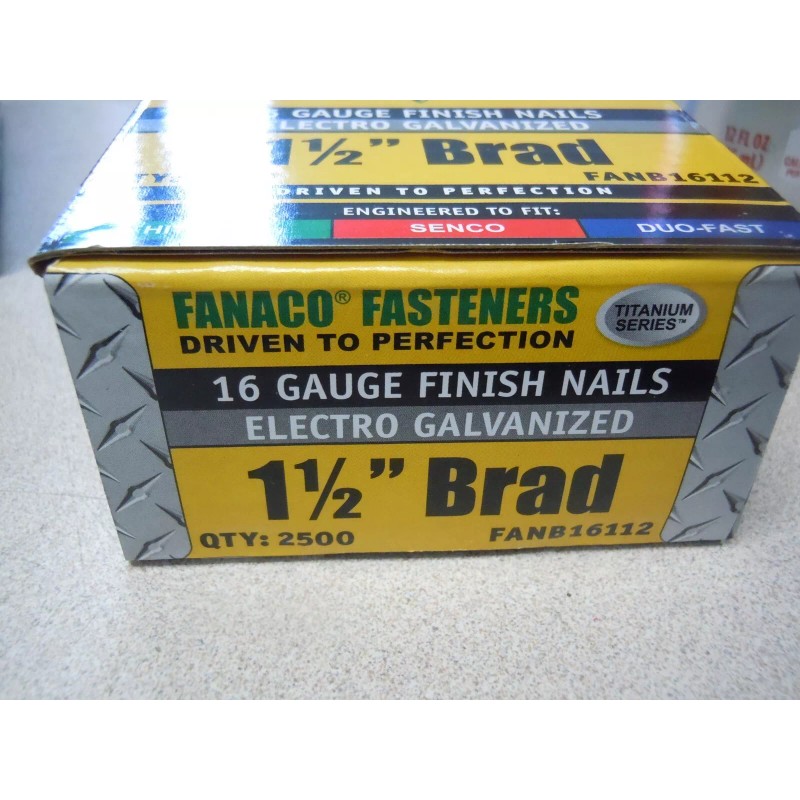 GAUGE FINISH NAILS
ELECTRO GALVANIZED
1½” Brad
FANB16112
DRIVEN TO PERFECTION
ENGINEERED TO FIT:
SENCO DUO-FAST
FANACO® FASTENERS
DRIVEN TO PERFECTION
TITANIUM
SERIES™
16 GAUGE FINISH NAILS
ELECTRO GALVANIZED
1½” Brad
QTY: 2500
FANB16112